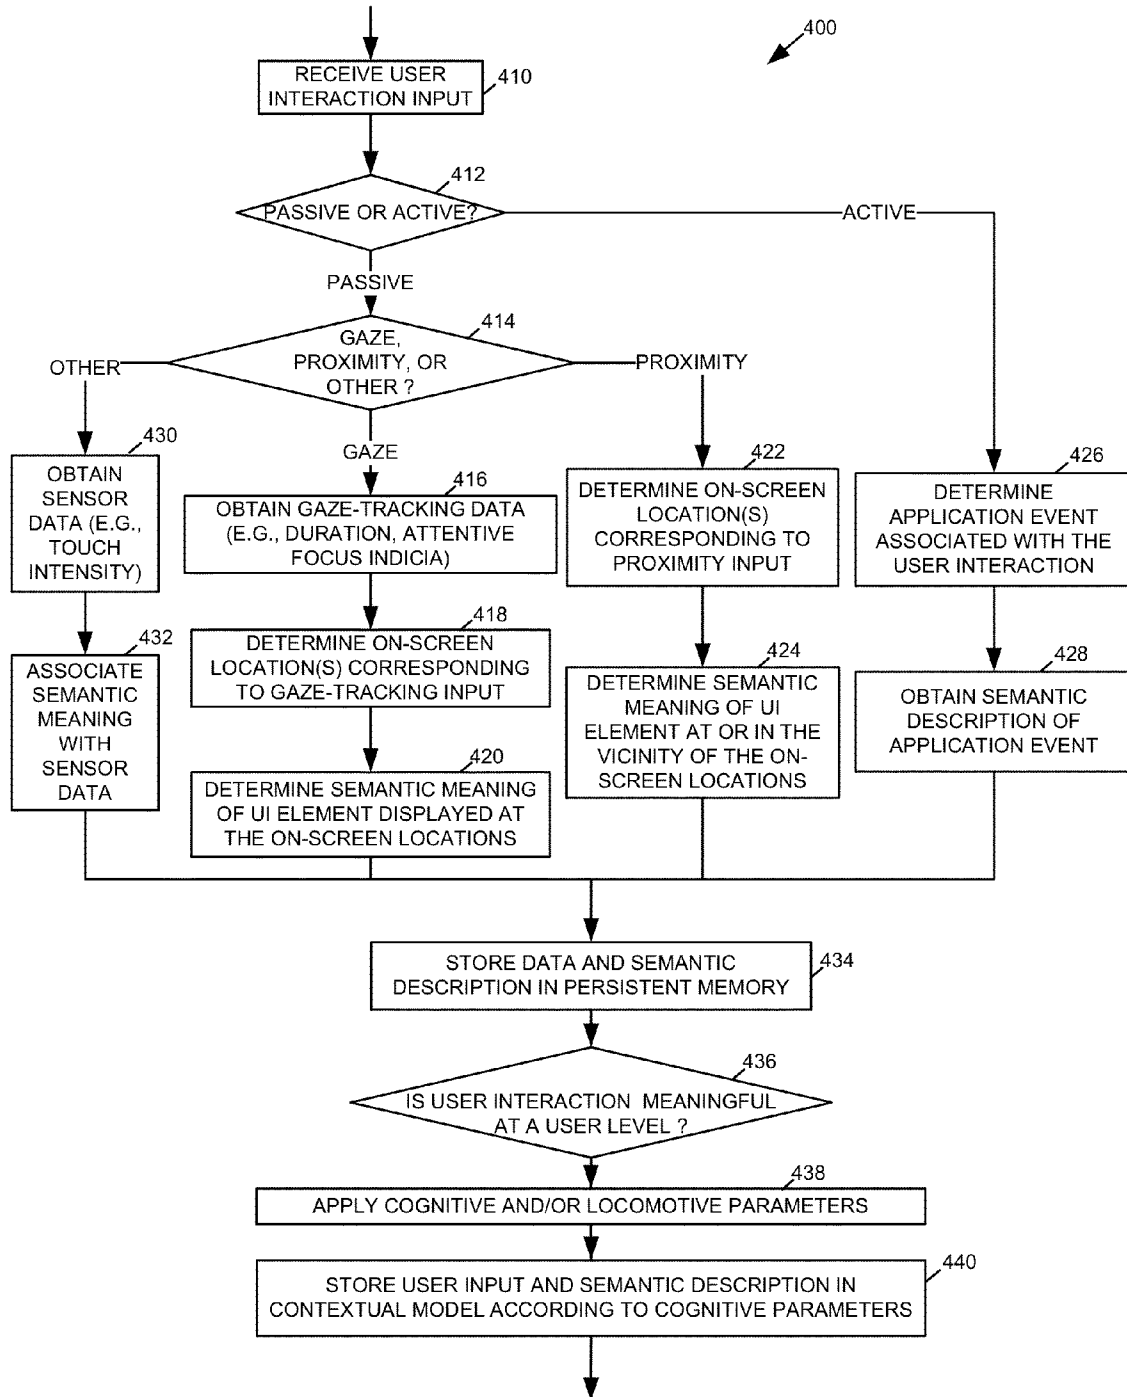 400
RECEIVE USER
INTERACTION INPUT
410
412
PASSIVE OR ACTIVE?
ACTIVE
PASSIVE
414
GAZE,
PROXIMITY, OR
OTHER ?
OTHER
PROXIMITY
GAZE
430
OBTAIN
SENSOR
DATA (E.G.,
TOUCH
INTENSITY)
416
OBTAIN GAZE-TRACKING DATA
(E.G., DURATION, ATTENTIVE
FOCUS INDICIA)
422
DETERMINE ON-SCREEN
LOCATION(S)
CORRESPONDING TO
PROXIMITY INPUT
426
DETERMINE
APPLICATION EVENT
ASSOCIATED WITH THE
USER INTERACTION
432
ASSOCIATE
SEMANTIC
MEANING
WITH
SENSOR
DATA
418
DETERMINE ON-SCREEN
LOCATION(S) CORRESPONDING
TO GAZE-TRACKING INPUT
424
DETERMINE SEMANTIC
MEANING OF UI
ELEMENT AT OR IN THE
VICINITY OF THE ON-
SCREEN LOCATIONS
428
OBTAIN SEMANTIC
DESCRIPTION OF
APPLICATION EVENT
420
DETERMINE SEMANTIC MEANING
OF UI ELEMENT DISPLAYED AT
THE ON-SCREEN LOCATIONS
STORE DATA AND SEMANTIC
DESCRIPTION IN PERSISTENT MEMORY
434
436
IS USER INTERACTION MEANINGFUL
AT A USER LEVEL ?
438
APPLY COGNITIVE AND/OR LOCOMOTIVE PARAMETERS
STORE USER INPUT AND SEMANTIC DESCRIPTION IN
CONTEXTUAL MODEL ACCORDING TO COGNITIVE PARAMETERS
440